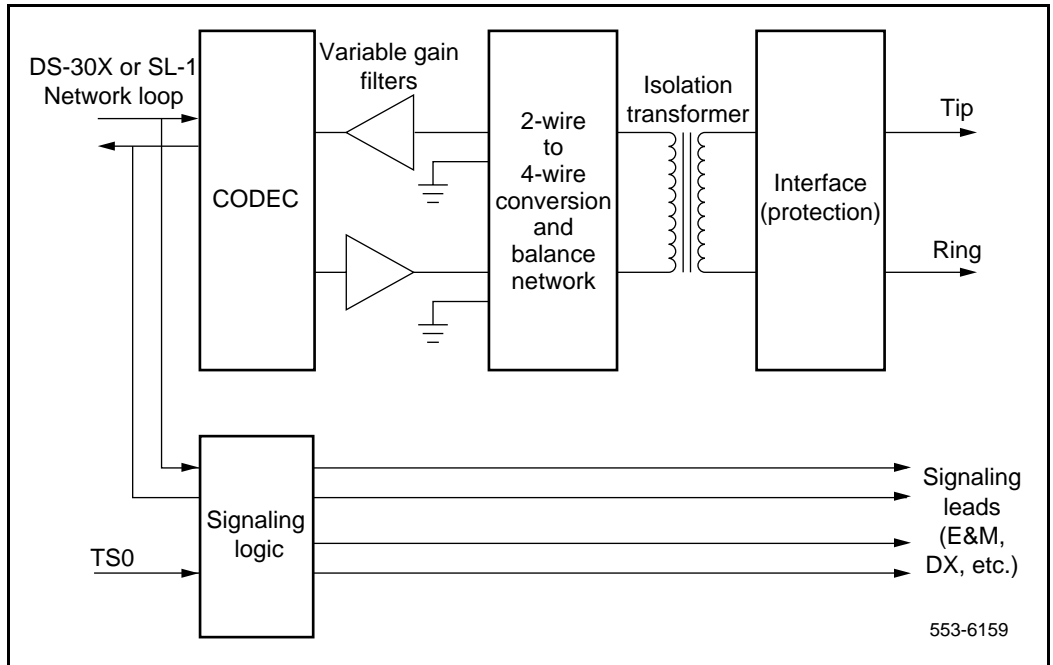 DS-30X or SL-1
Network loop
CODEC
Variable gain
filters
2-wire
to
4-wire
conversion
and
balance
network
Isolation
transformer
Interface
(protection)
Tip
Ring
TS0
Signaling
logic
Signaling
leads
(E&M,
DX, etc.)
553-6159